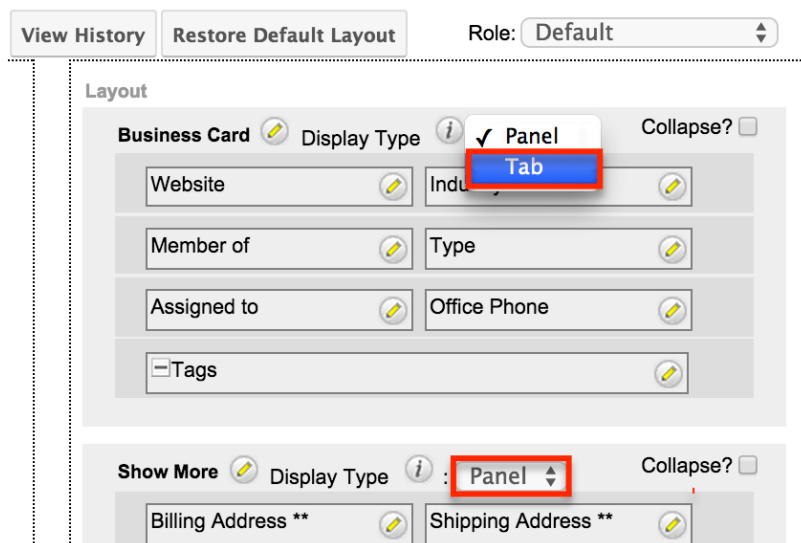 View History Restore Default Layout Role: Default
Layout
Business Card Display Type i ✓ Panel Collapse?
Tab
Website
Member of Type
Assigned to Office Phone
Tags
Show More Display Type i : Panel Collapse?
Billing Address ** Shipping Address **